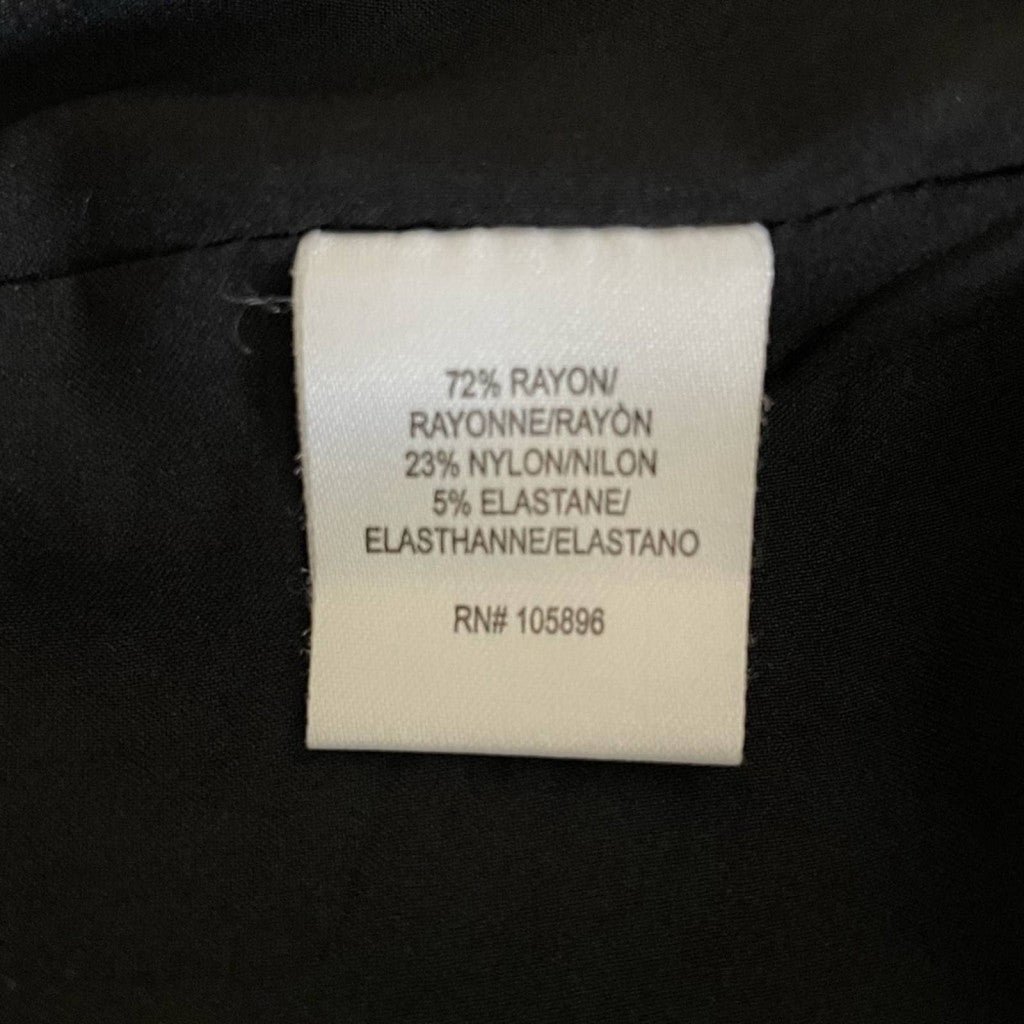 72% RAYON/
RAYONNE/RAYÒN
23% NYLON/NILON
5% ELASTANE/
ELASTHANNE/ELASTANO
RN# 105896